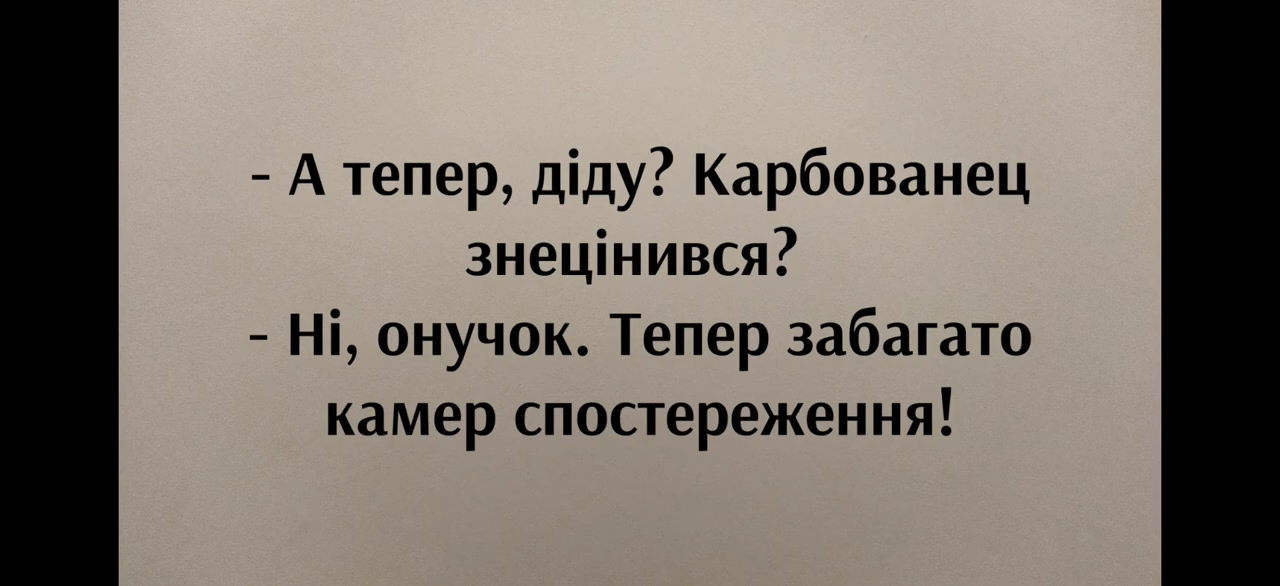 - А тепер, діду? Карбованец
знецінився?
- Ні, онучок. Тепер забагато
камер спостереження!